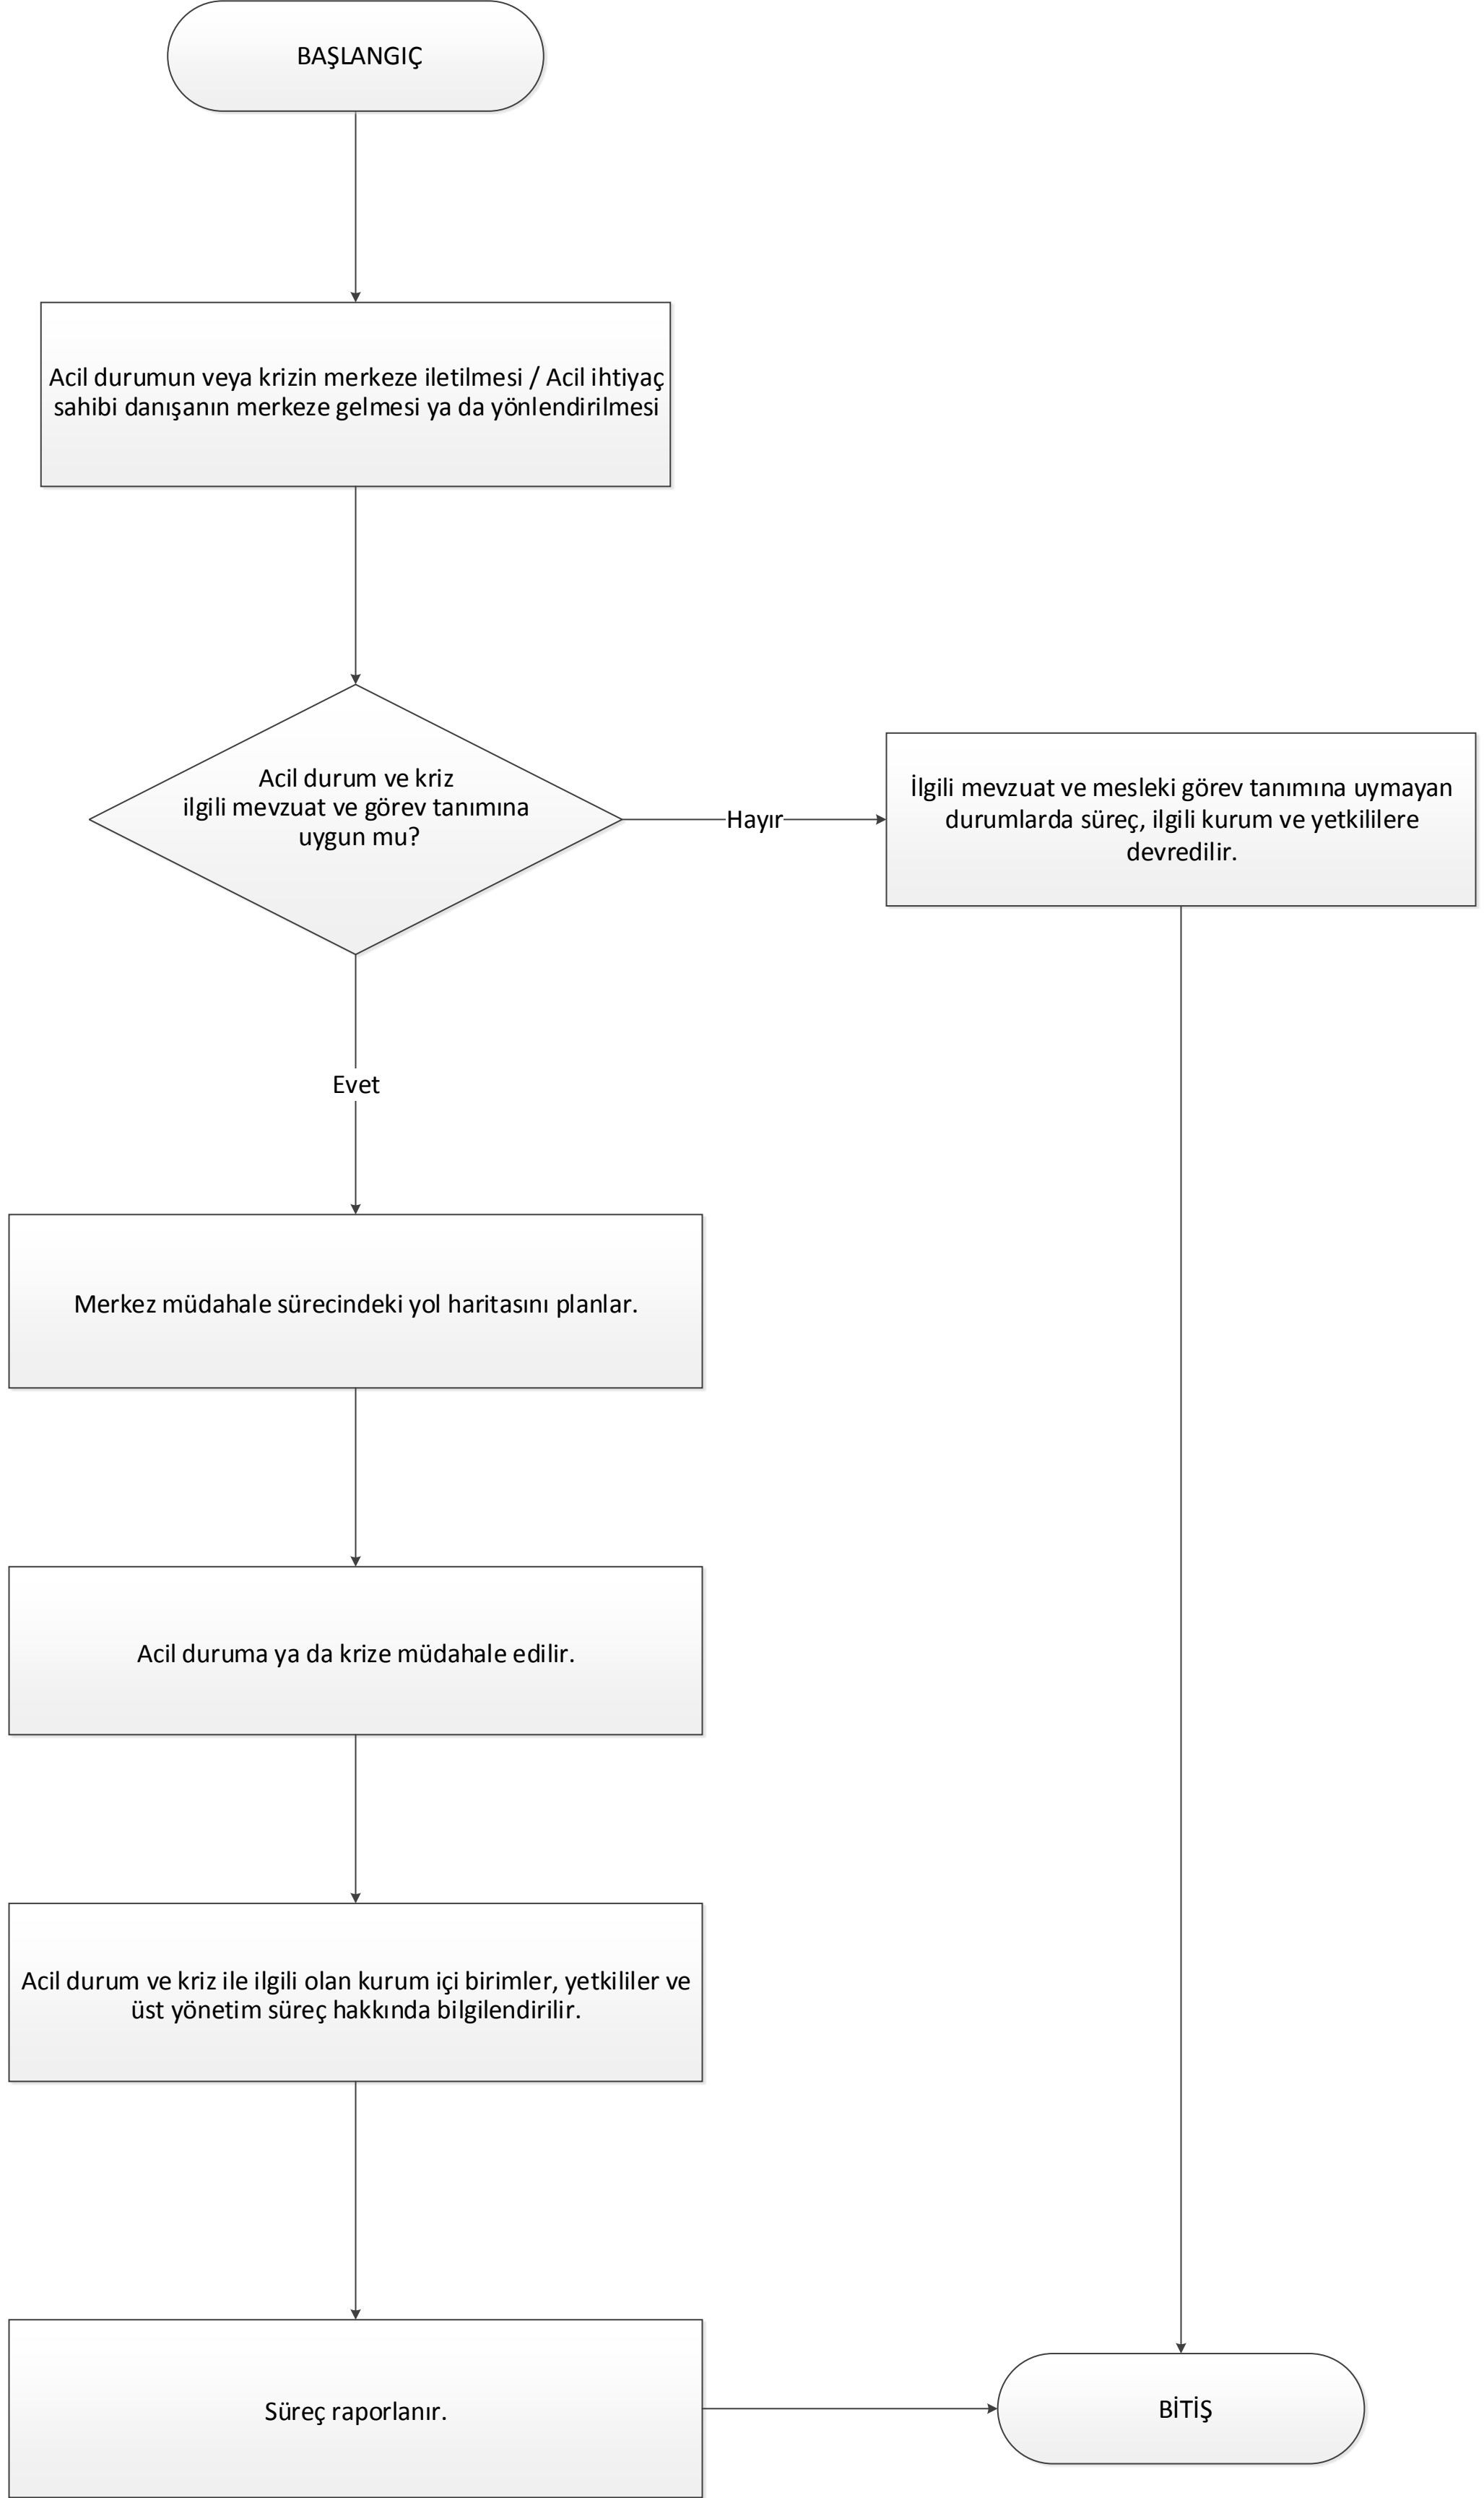 BAŞLANGIÇ
Acil durumun veya krizin merkeze iletilmesi / Acil ihtiyaç
sahibi danışanın merkeze gelmesi ya da yönlendirilmesi
Acil durum ve kriz
ilgili mevzuat ve görev tanımına
uygun mu?
Hayır
İlgili mevzuat ve mesleki görev tanımına uymayan
durumlarda süreç, ilgili kurum ve yetkililere
devredilir.
Evet
Merkez müdahale sürecindeki yol haritasını planlar.
Acil duruma ya da krize müdahale edilir.
Acil durum ve kriz ile ilgili olan kurum içi birimler, yetkililer ve
üst yönetim süreç hakkında bilgilendirilir.
Süreç raporlanır.
BİTİŞ